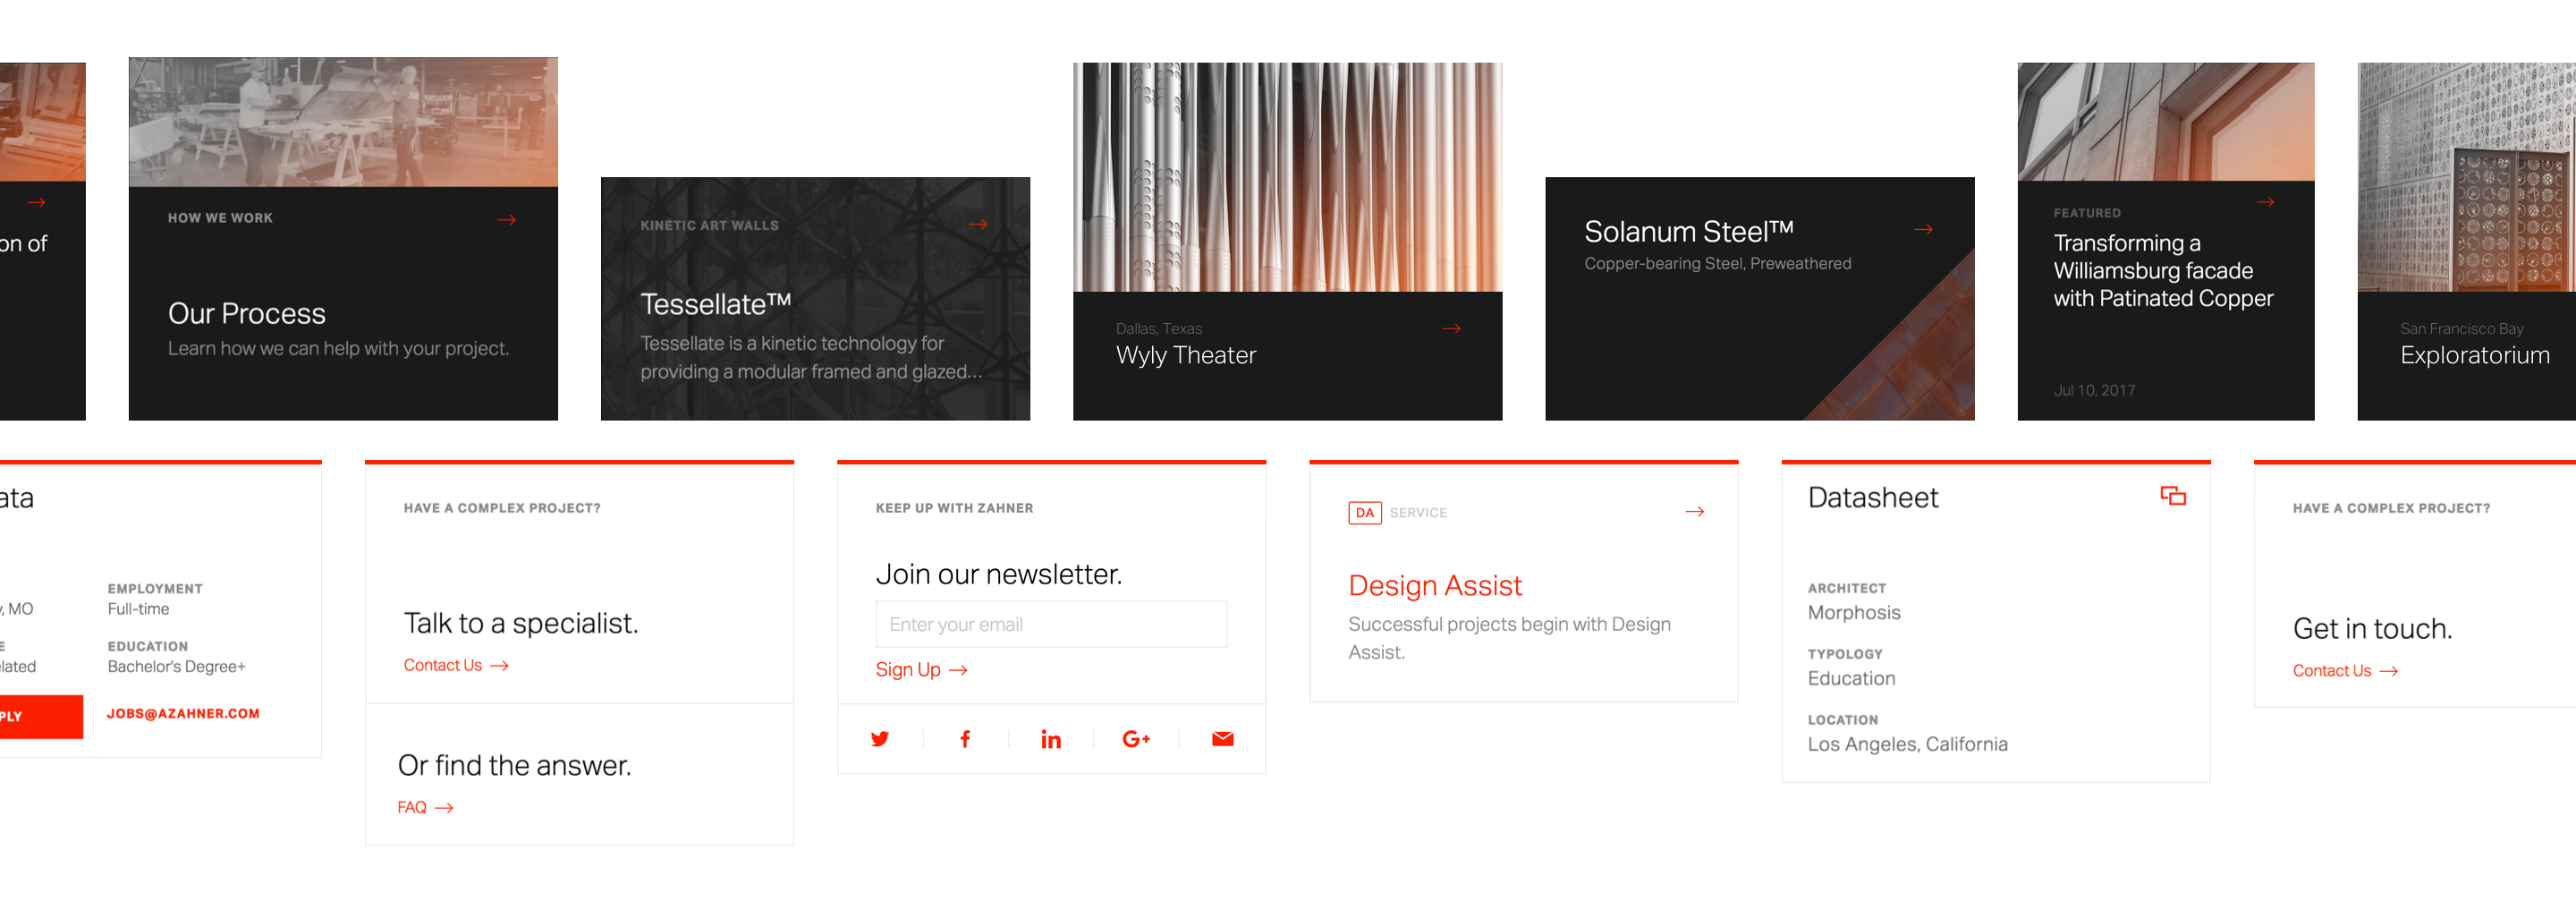 on of
HOW WE WORK
Our Process
Learn how we can help with your project.
KINETIC ART WALLS
Tessellate™
Tessellate is a kinetic technology for
providing a modular framed and glazed...
Dallas, Texas
Wyly Theater
Solanum Steel™
Copper-bearing Steel, Preweathered
FEATURED
Transforming a
Williamsburg facade
with Patinated Copper
Jul 10, 2017
San Francisco Bay
Exploratorium
ata
, MO
EMPLOYMENT
Full-time
E
elated
EDUCATION
Bachelor's Degree+
PLY
JOBS@AZAHNER.COM
HAVE A COMPLEX PROJECT?
Talk to a specialist.
Contact Us →
Or find the answer.
FAQ →
KEEP UP WITH ZAHNER
Join our newsletter.
Enter your email
Sign Up →
f
in
G+
DA SERVICE
Design Assist
Successful projects begin with Design
Assist.
Datasheet
ARCHITECT
Morphosis
TYPOLOGY
Education
LOCATION
Los Angeles, California
HAVE A COMPLEX PROJECT?
Get in touch.
Contact Us →